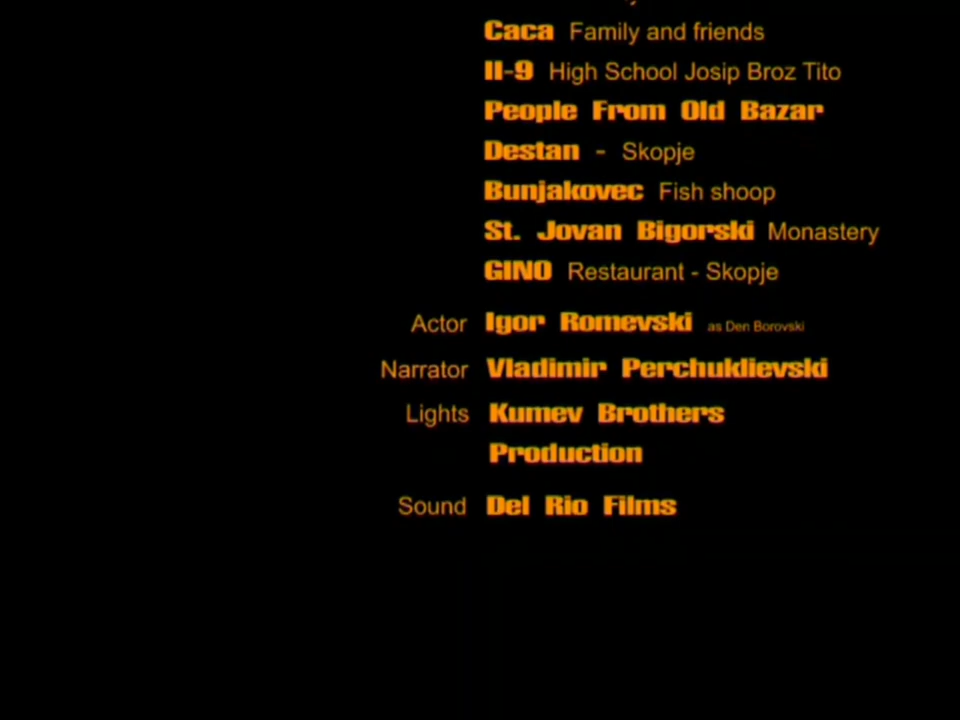 Caca Family and friends
II-9 High School Josip Broz Tito
People From Old Bazar
Destan - Skopje
Bunjakovec Fish shoop
St. Jovan Bigorski Monastery
GINO Restaurant - Skopje
Actor Igor Romevski as Den Borovski
Narrator Vladimir Perchuklievski
Lights Kumev Brothers
Production
Sound Del Rio Films